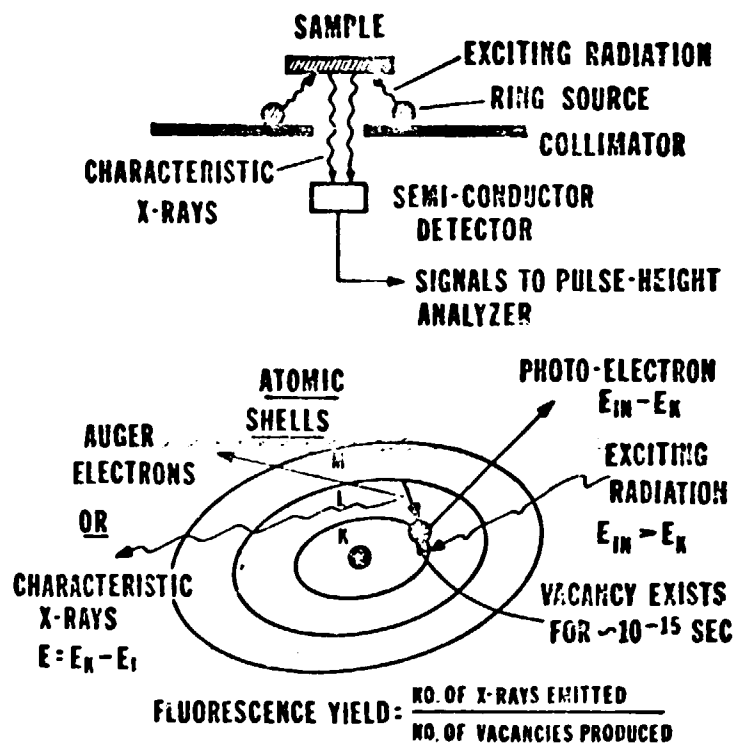 SAMPLE
EXCITING RADIATION
RING SOURCE
COLLIMATOR
CHARACTERISTIC
X-RAYS
SEMI-CONDUCTOR
DETECTOR
SIGNALS TO PULSE-HEIGHT
ANALYZER
ATOMIC
SHELLS
PHOTO-ELECTRON
E_IN – E_K
AUGER
ELECTRONS
OR
CHARACTERISTIC
X-RAYS
E = E_K – E_L
M
L
K
EXCITING
RADIATION
E_IN > E_K
VACANCY EXISTS
FOR ~10^-15 SEC
FLUORESCENCE YIELD = NO. OF X-RAYS EMITTED
NO. OF VACANCIES PRODUCED